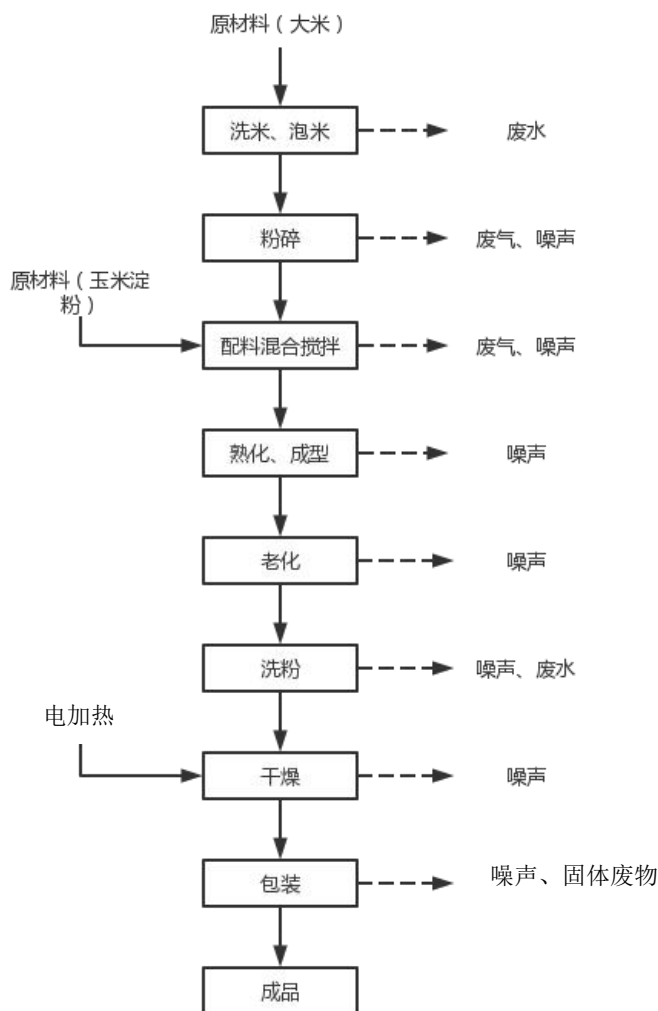 原材料（大米）
洗米、泡米
废水
粉碎
废气、噪声
原材料（玉米淀
粉）
配料混合搅拌
废气、噪声
熟化、成型
噪声
老化
噪声
洗粉
噪声、废水
电加热
干燥
噪声
包装
噪声、固体废物
成品